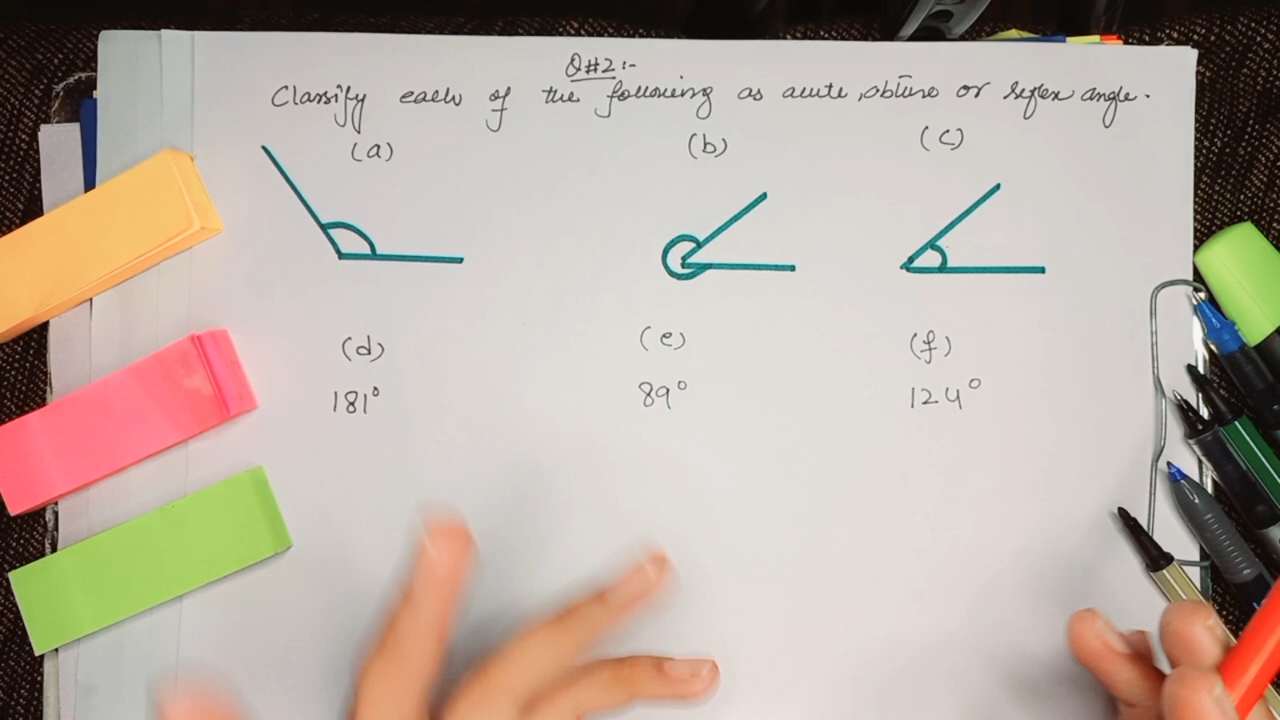 Q#2:-
Classify each of the following as acute, obtuse or reflex angle.
(a) (b) (c)
(d) (e) (f)
181° 89° 124°